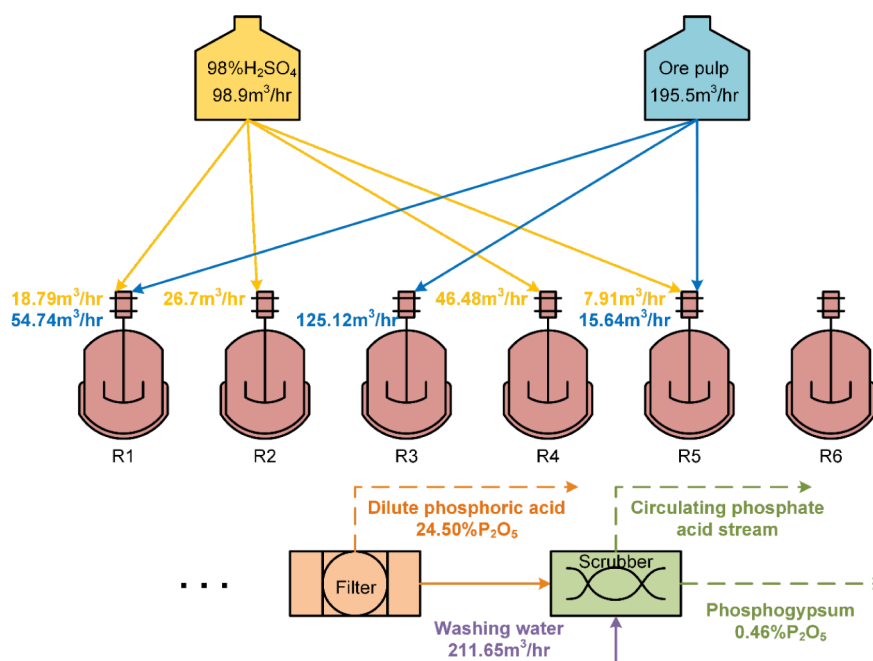 98%H₂SO₄
98.9m³/hr
Ore pulp
195.5m³/hr
18.79m³/hr
54.74m³/hr
26.7m³/hr
125.12m³/hr
46.48m³/hr
7.91m³/hr
15.64m³/hr
R1
R2
R3
R4
R5
R6
Dilute phosphoric acid
24.50%P₂O₅
Circulating phosphate
acid stream
. . .
Filter
Scrubber
Washing water
211.65m³/hr
Phosphogypsum
0.46%P₂O₅